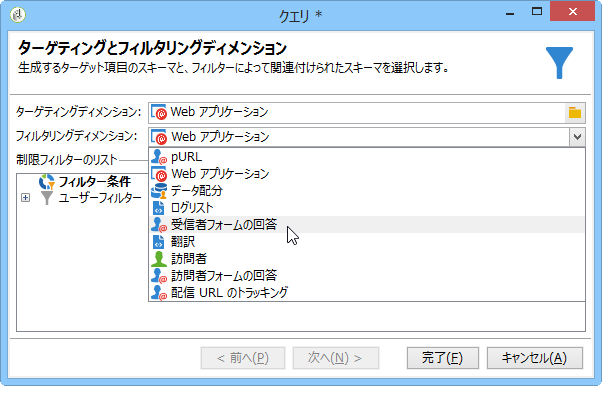 クエリ *
ターゲティングとフィルタリングディメンション
生成するターゲット項目のスキーマと、フィルターによって関連付けられたスキーマを選択します。
ターゲティングディメンション: Web アプリケーション
フィルタリングディメンション: Web アプリケーション
制限フィルターのリスト
フィルター条件
ユーザーフィルター
pURL
Web アプリケーション
データ配分
ログリスト
受信者フォームの回答
翻訳
訪問者
訪問者フォームの回答
配信 URL のトラッキング
< 前へ(P) 次へ(N) > 完了(F) キャンセル(A)